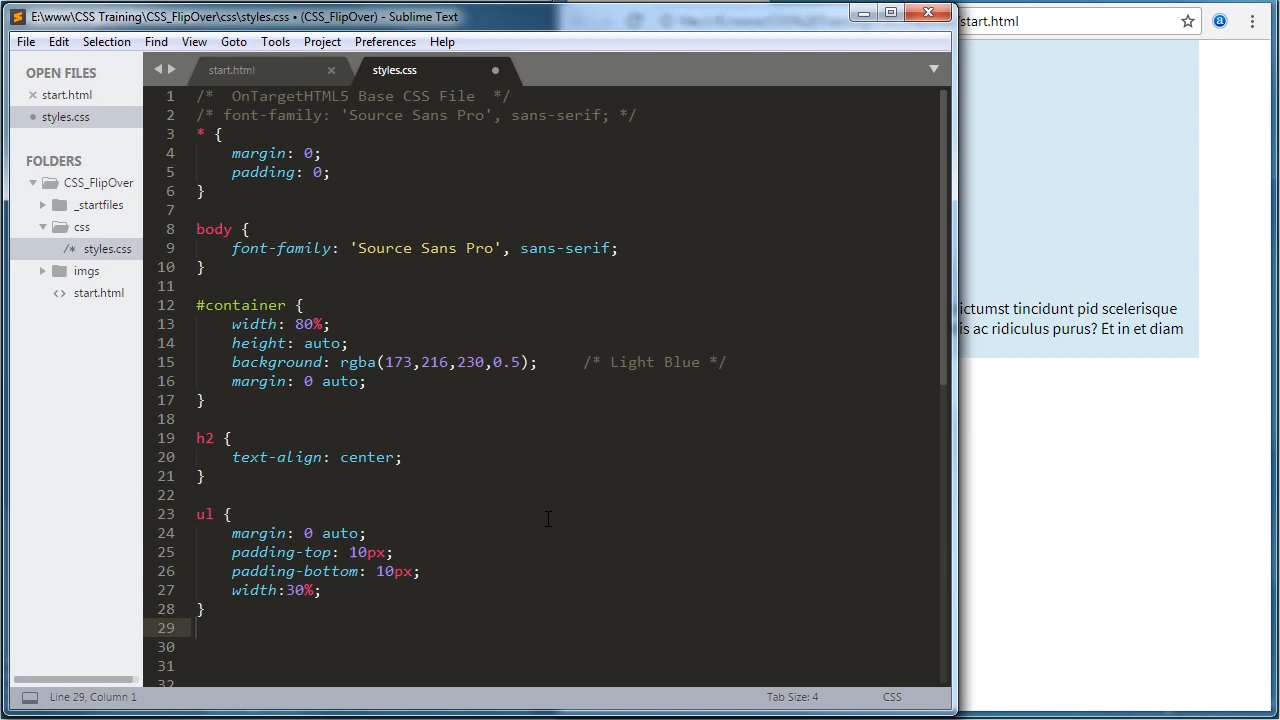 E:\www\CSS Training\CSS_FlipOver\css\styles.css • (CSS_FlipOver) - Sublime Text
/start.html
File Edit Selection Find View Goto Tools Project Preferences Help
OPEN FILES
start.html
styles.css
FOLDERS
CSS_FlipOver
_startfiles
css
/* styles.css
imgs
<> start.html
start.html
styles.css
1 /*  OnTargetHTML5 Base CSS File  */
2 /* font-family: 'Source Sans Pro', sans-serif; */
3 * {
4     margin: 0;
5     padding: 0;
6 }
7
8 body {
9     font-family: 'Source Sans Pro', sans-serif;
10 }
11
12 #container {
13     width: 80%;
14     height: auto;
15     background: rgba(173,216,230,0.5);     /* Light Blue */
16     margin: 0 auto;
17 }
18
19 h2 {
20     text-align: center;
21 }
22
23 ul {
24     margin: 0 auto;
25     padding-top: 10px;
26     padding-bottom: 10px;
27     width:30%;
28 }
29
30
31
32
ictumst tincidunt pid scelerisque
is ac ridiculus purus? Et in et diam
Line 29, Column 1
Tab Size: 4
CSS